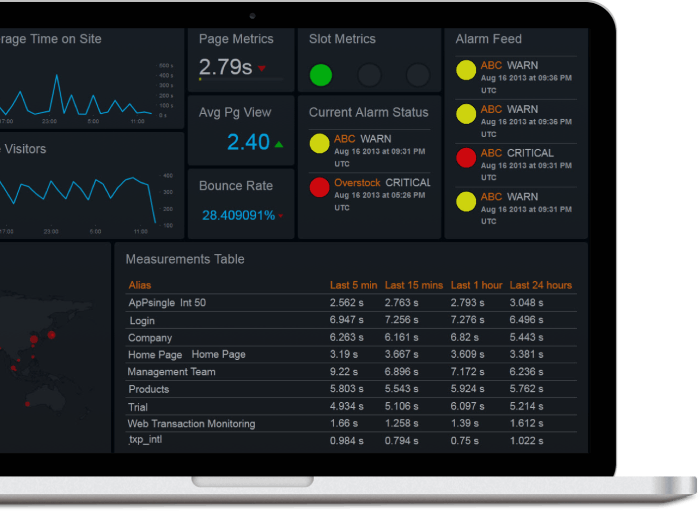 rage Time on Site
500 s
400 s
300 s
200 s
100 s
0 s
17:00 23:00 5:00 11:00
Visitors
400
300
200
100
17:00 23:00 5:00 11:00
Page Metrics
2.79s
Avg Pg View
2.40
Bounce Rate
28.409091%
Slot Metrics
Current Alarm Status
ABC WARN
Aug 16 2013 at 09:31 PM
UTC
Overstock CRITICAL
Aug 16 2013 at 05:26 PM
UTC
Alarm Feed
ABC WARN
Aug 16 2013 at 09:36 PM
UTC
ABC WARN
Aug 16 2013 at 09:36 PM
UTC
ABC CRITICAL
Aug 16 2013 at 09:31 PM
UTC
ABC WARN
Aug 16 2013 at 09:31 PM
UTC
Measurements Table
Alias Last 5 min Last 15 mins Last 1 hour Last 24 hours
ApPsingle Int 50 2.562 s 2.763 s 2.793 s 3.048 s
Login 6.947 s 7.256 s 7.276 s 6.496 s
Company 6.263 s 6.161 s 6.82 s 5.443 s
Home Page Home Page 3.19 s 3.667 s 3.609 s 3.381 s
Management Team 9.22 s 6.896 s 7.172 s 6.236 s
Products 5.803 s 5.543 s 5.924 s 5.762 s
Trial 4.934 s 5.106 s 6.097 s 5.214 s
Web Transaction Monitoring 1.66 s 1.258 s 1.39 s 1.612 s
_txp_intl 0.984 s 0.794 s 0.75 s 1.022 s